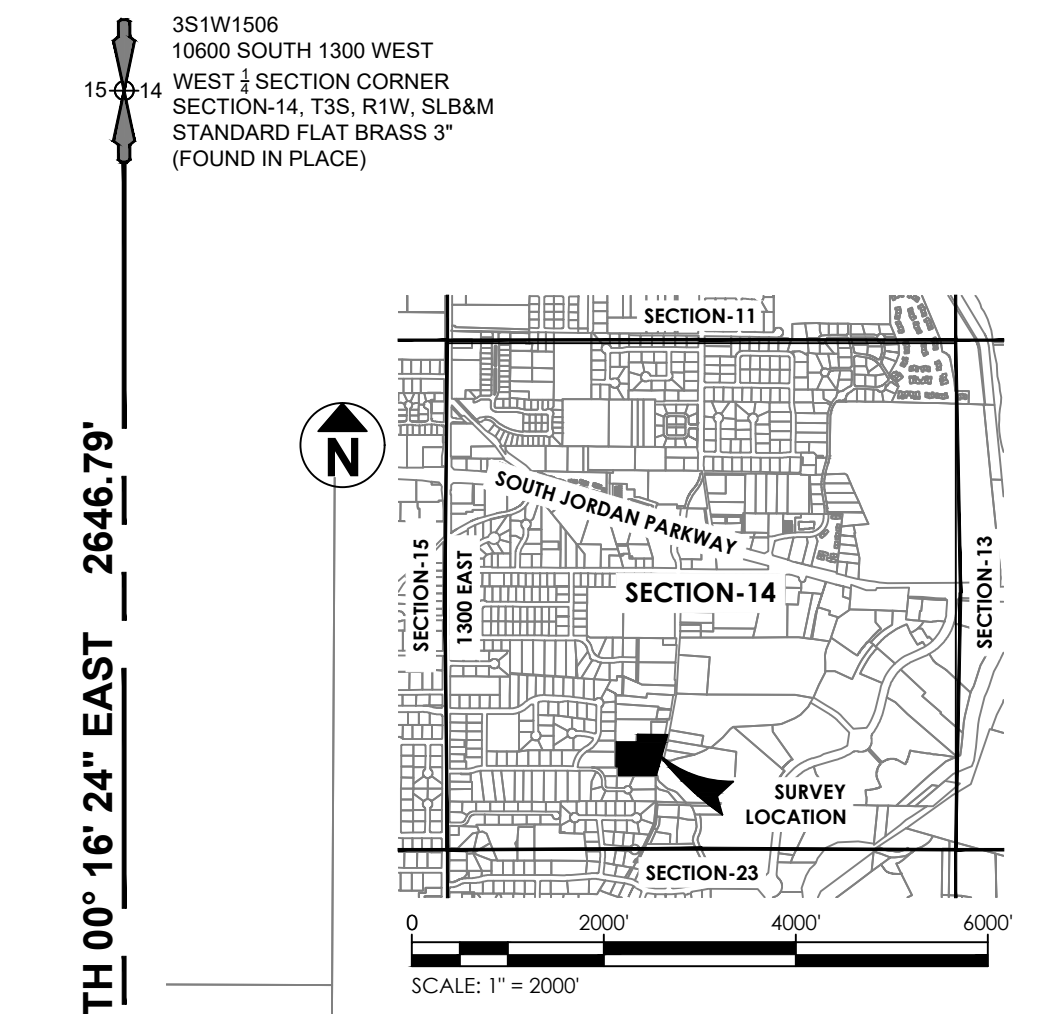 3S1W1506
10600 SOUTH 1300 WEST
WEST 1/4 SECTION CORNER
SECTION-14, T3S, R1W, SLB&M
STANDARD FLAT BRASS 3"
(FOUND IN PLACE)
15 14
TH 00° 16' 24" EAST 2646.79'
N
SECTION-11
SOUTH JORDAN PARKWAY
SECTION-15
1300 EAST
SECTION-14
SECTION-13
SURVEY
LOCATION
SECTION-23
0 2000' 4000' 6000'
SCALE: 1" = 2000'